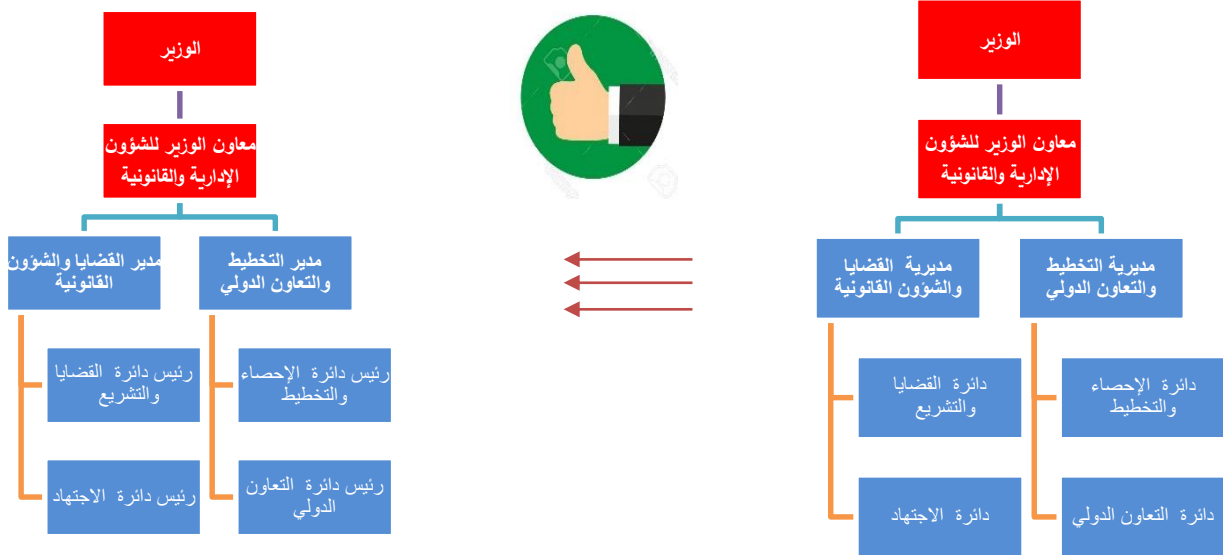 الوزير
معاون الوزير للشؤون
الإدارية والقانونية
مديرية التخطيط
والتعاون الدولي
دائرة الإحصاء
والتخطيط
دائرة التعاون الدولي
مديرية القضايا
والشؤون القانونية
دائرة القضايا
والتشريع
دائرة الاجتهاد
الوزير
معاون الوزير للشؤون
الإدارية والقانونية
مدير التخطيط
والتعاون الدولي
رئيس دائرة الإحصاء
والتخطيط
رئيس دائرة التعاون
الدولي
مدير القضايا والشؤون
القانونية
رئيس دائرة القضايا
والتشريع
رئيس دائرة الاجتهاد